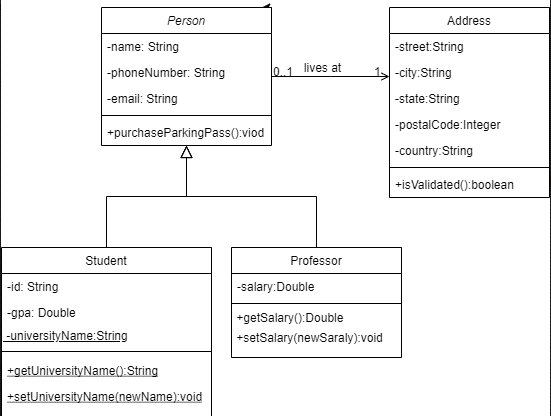 Person
-name: String
-phoneNumber: String
-email: String
+purchaseParkingPass():viod
0..1 lives at 1
Address
-street:String
-city:String
-state:String
-postalCode:Integer
-country:String
+isValidated():boolean
Student
-id: String
-gpa: Double
-universityName:String
+getUniversityName():String
+setUniversityName(newName):void
Professor
-salary:Double
+getSalary():Double
+setSalary(newSaraly):void